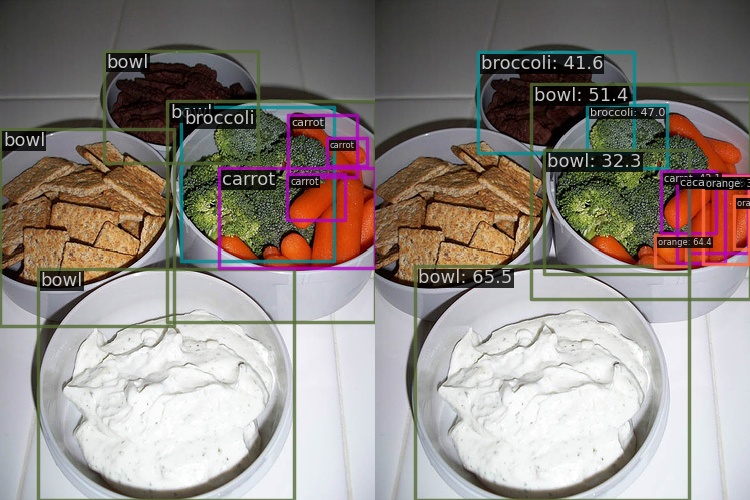 bowl
bowl
broccoli
bowl
carrot
carrot
carrot
carrot
bowl
broccoli: 41.6
bowl: 51.4
broccoli: 47.0
bowl: 32.3
orange: 64.4
bowl: 65.5